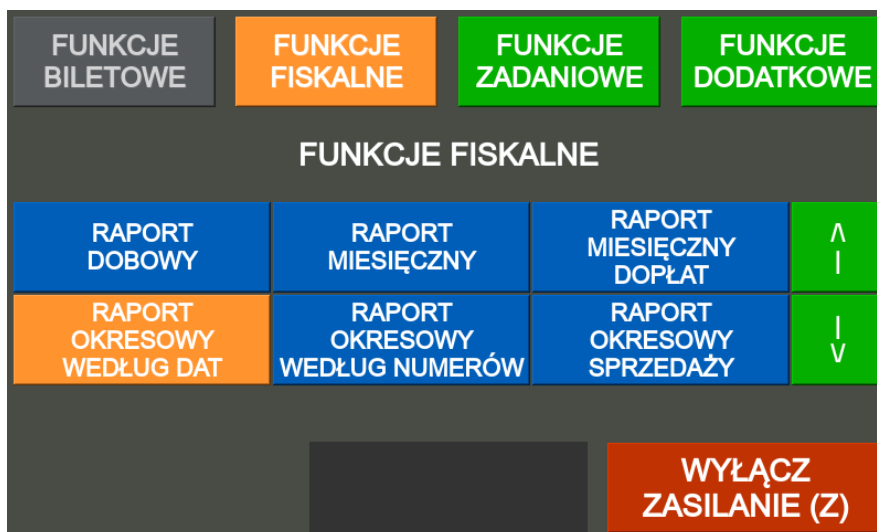 FUNKCJE
BILETOWE
FUNKCJE
FISKALNE
FUNKCJE
ZADANIOWE
FUNKCJE
DODATKOWE
FUNKCJE FISKALNE
RAPORT
DOBOWY
RAPORT
MIESIĘCZNY
RAPORT
MIESIĘCZNY
DOPŁAT
RAPORT
OKRESOWY
WEDŁUG DAT
RAPORT
OKRESOWY
WEDŁUG NUMERÓW
RAPORT
OKRESOWY
SPRZEDAŻY
WYŁĄCZ
ZASILANIE (Z)